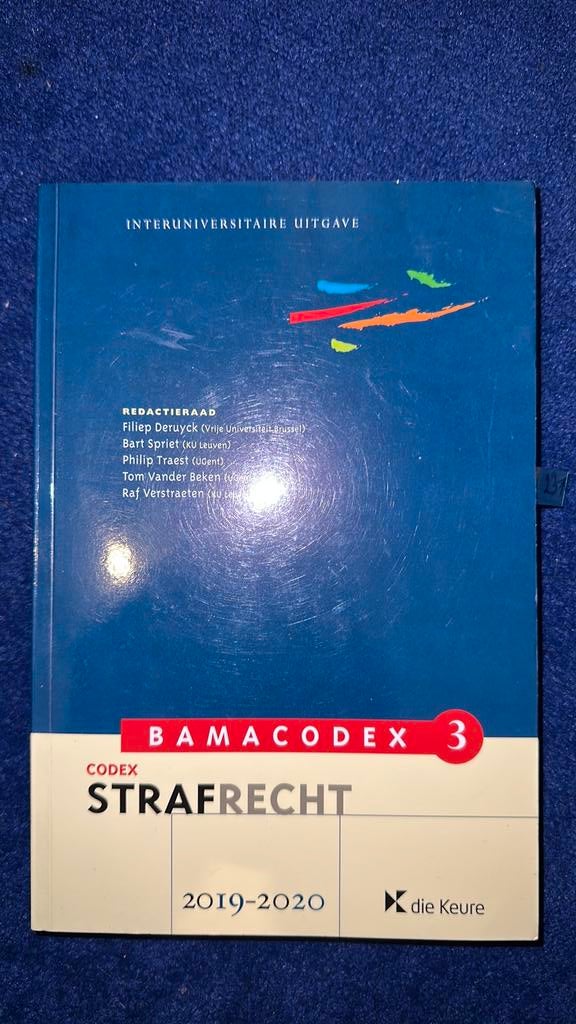 INTERUNIVERSITAIRE UITGAVE
REDACTIERAAD
Filiep Deruyck (Vrije Universiteit Brussel)
Bart Spriet (KU Leuven)
Philip Traest (UGent)
Tom Vander Beken
Raf Verstraeten (KU
BAMACODEX 3
CODEX
STRAFRECHT
2019-2020
die Keure